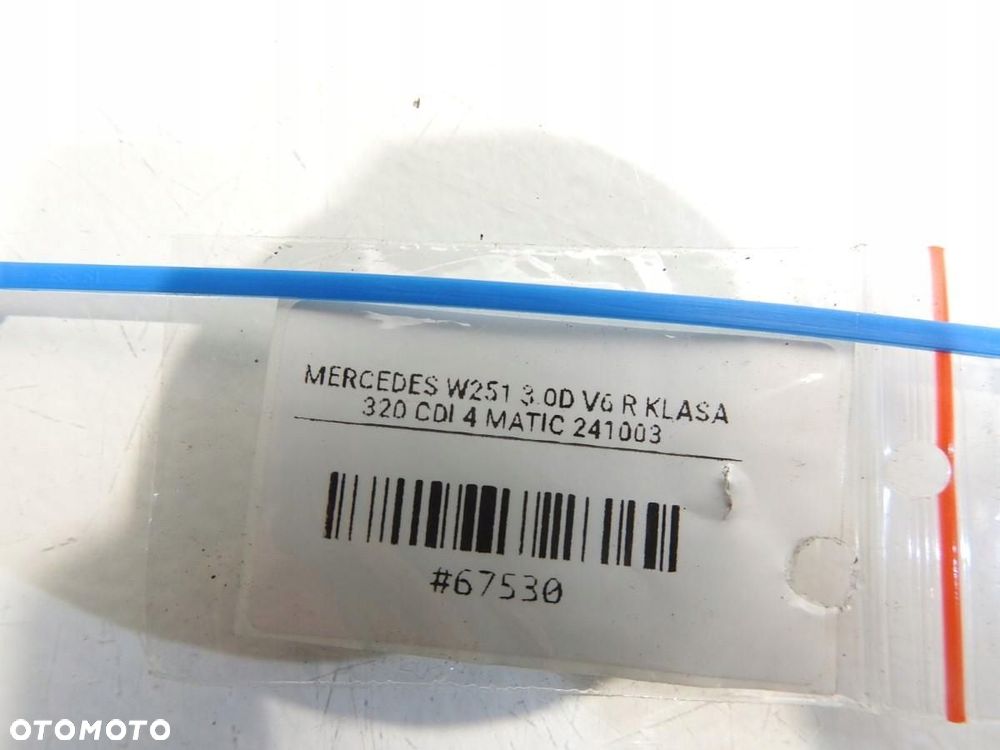 MERCEDES W251 3.0D V6 R KLASA
320 CDI 4 MATIC 241003
#67530
OTOMOTO